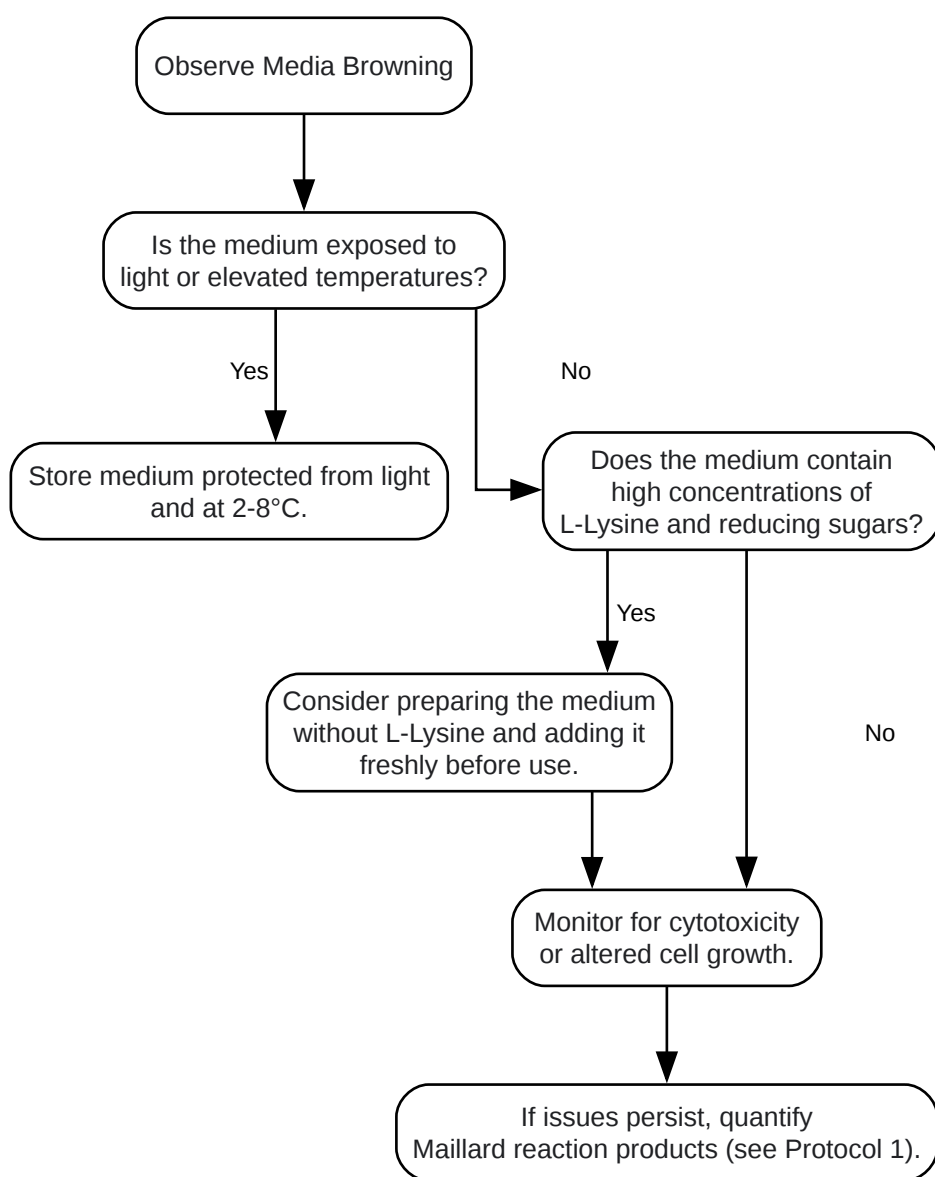 Observe Media Browning
Is the medium exposed to
light or elevated temperatures?
Yes
No
Store medium protected from light
and at 2-8°C.
Does the medium contain
high concentrations of
L-Lysine and reducing sugars?
Yes
Consider preparing the medium
without L-Lysine and adding it
freshly before use.
No
Monitor for cytotoxicity
or altered cell growth.
If issues persist, quantify
Maillard reaction products (see Protocol 1).